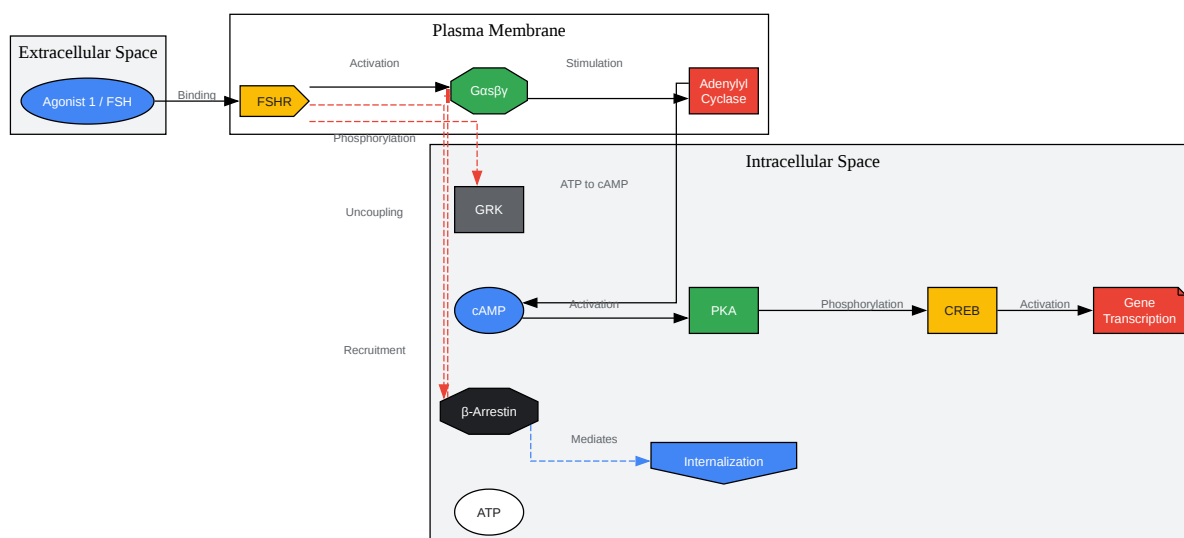 Plasma Membrane
Extracellular Space
Activation
Stimulation
Agonist 1 / FSH
Binding
FSHR
Gαsβγ
Adenylyl
Cyclase
Phosphorylation
Intracellular Space
ATP to cAMP
GRK
Uncoupling
cAMP
Activation
PKA
Phosphorylation
CREB
Activation
Gene
Transcription
Recruitment
β-Arrestin
Mediates
Internalization
ATP